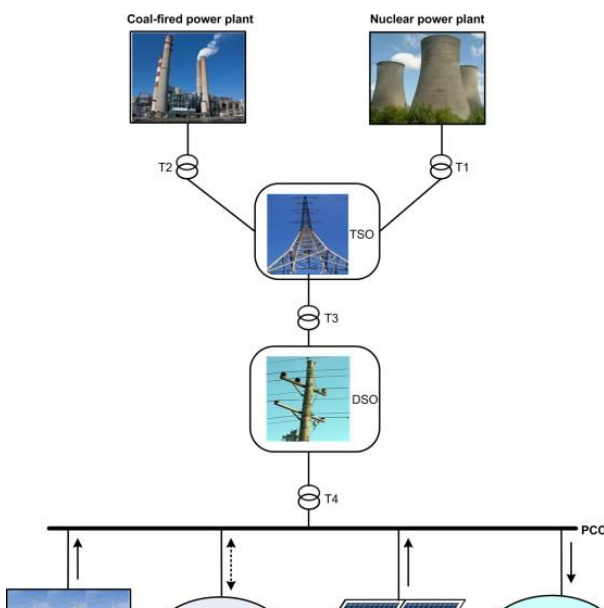 Coal-fired power plant
Nuclear power plant
T2
T1
TSO
T3
DSO
T4
PCC